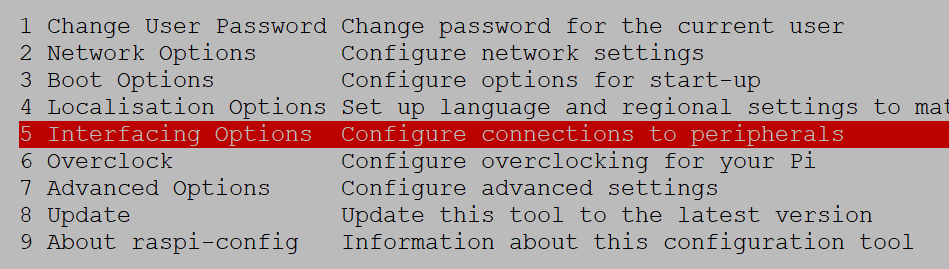 1 Change User Password Change password for the current user
2 Network Options Configure network settings
3 Boot Options Configure options for start-up
4 Localisation Options Set up language and regional settings to mat
5 Interfacing Options Configure connections to peripherals
6 Overclock Configure overclocking for your Pi
7 Advanced Options Configure advanced settings
8 Update Update this tool to the latest version
9 About raspi-config Information about this configuration tool